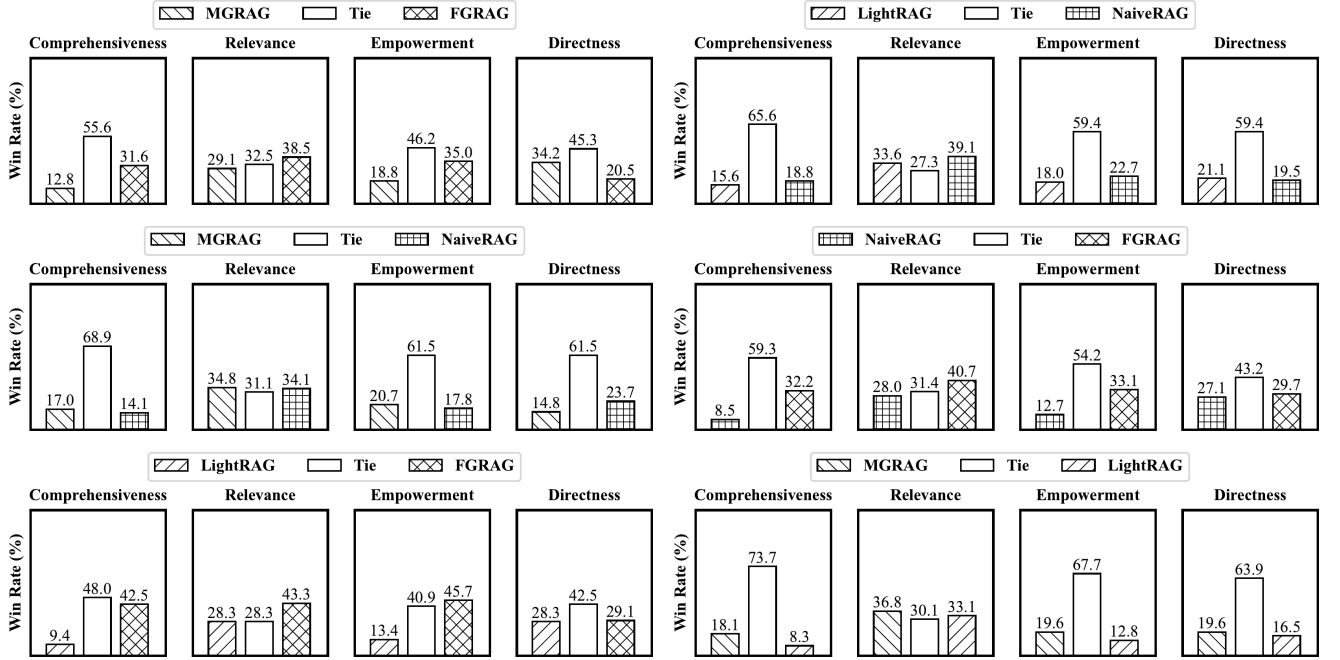 MGRAG Tie FGRAG
Comprehensiveness Relevance Empowerment Directness
Win Rate (%)
12.8 55.6 31.6
29.1 32.5 38.5
18.8 46.2 35.0
34.2 45.3 20.5
LightRAG Tie NaiveRAG
Comprehensiveness Relevance Empowerment Directness
Win Rate (%)
15.6 65.6 18.8
33.6 27.3 39.1
18.0 59.4 22.7
21.1 59.4 19.5
MGRAG Tie NaiveRAG
Comprehensiveness Relevance Empowerment Directness
Win Rate (%)
17.0 68.9 14.1
34.8 31.1 34.1
20.7 61.5 17.8
14.8 61.5 23.7
NaiveRAG Tie FGRAG
Comprehensiveness Relevance Empowerment Directness
Win Rate (%)
8.5 59.3 32.2
28.0 31.4 40.7
12.7 54.2 33.1
27.1 43.2 29.7
LightRAG Tie FGRAG
Comprehensiveness Relevance Empowerment Directness
Win Rate (%)
9.4 48.0 42.5
28.3 28.3 43.3
13.4 40.9 45.7
28.3 42.5 29.1
MGRAG Tie LightRAG
Comprehensiveness Relevance Empowerment Directness
Win Rate (%)
18.1 73.7 8.3
36.8 30.1 33.1
19.6 67.7 12.8
19.6 63.9 16.5